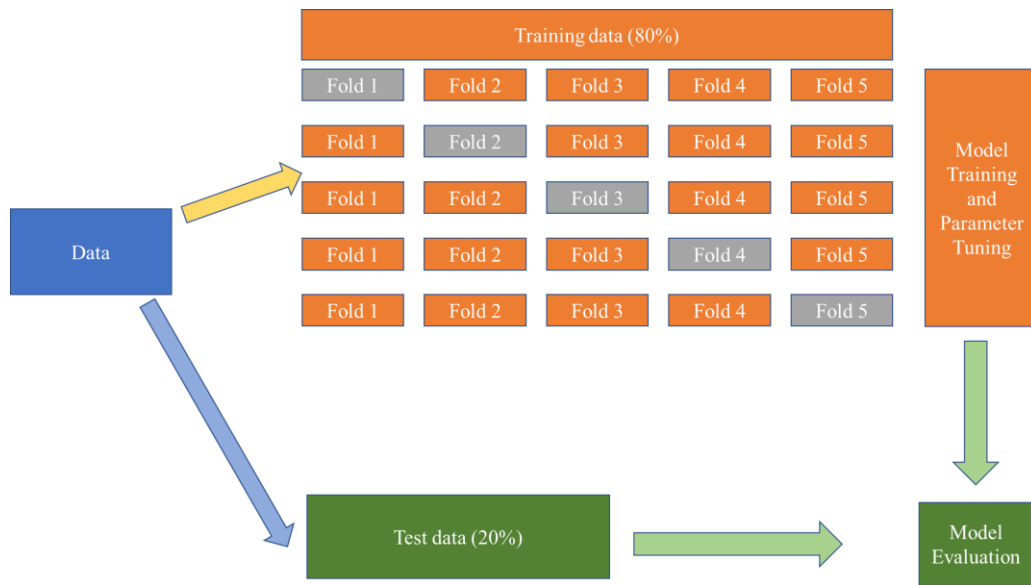 Training data (80%)
Fold 1 Fold 2 Fold 3 Fold 4 Fold 5
Fold 1 Fold 2 Fold 3 Fold 4 Fold 5
Fold 1 Fold 2 Fold 3 Fold 4 Fold 5
Fold 1 Fold 2 Fold 3 Fold 4 Fold 5
Fold 1 Fold 2 Fold 3 Fold 4 Fold 5
Model
Training
and
Parameter
Tuning
Data
Test data (20%)
Model
Evaluation